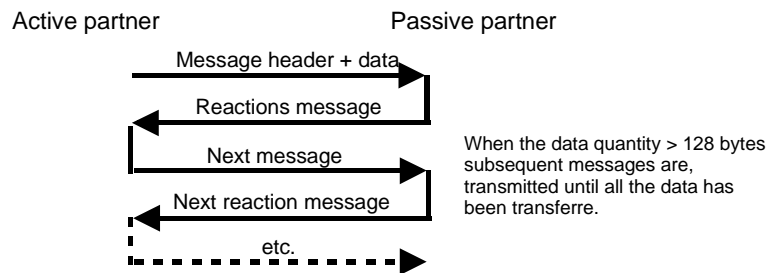 Active partner
Passive partner
Message header + data
Reactions message
Next message
Next reaction message
etc.
When the data quantity > 128 bytes
subsequent messages are,
transmitted until all the data has
been transferre.